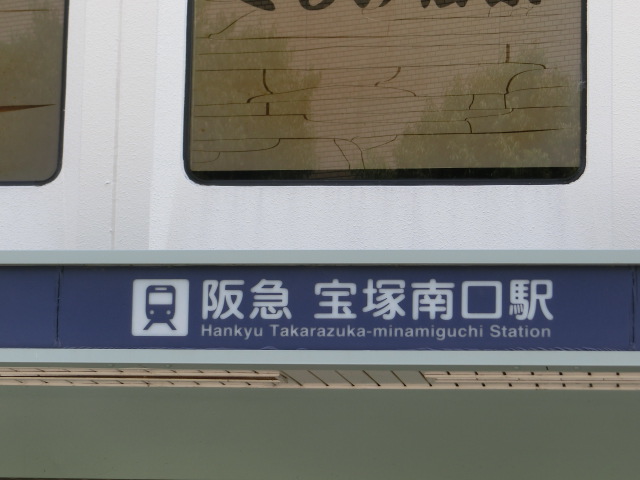 阪急 宝塚南口駅
Hankyu Takarazuka-minamiguchi Station